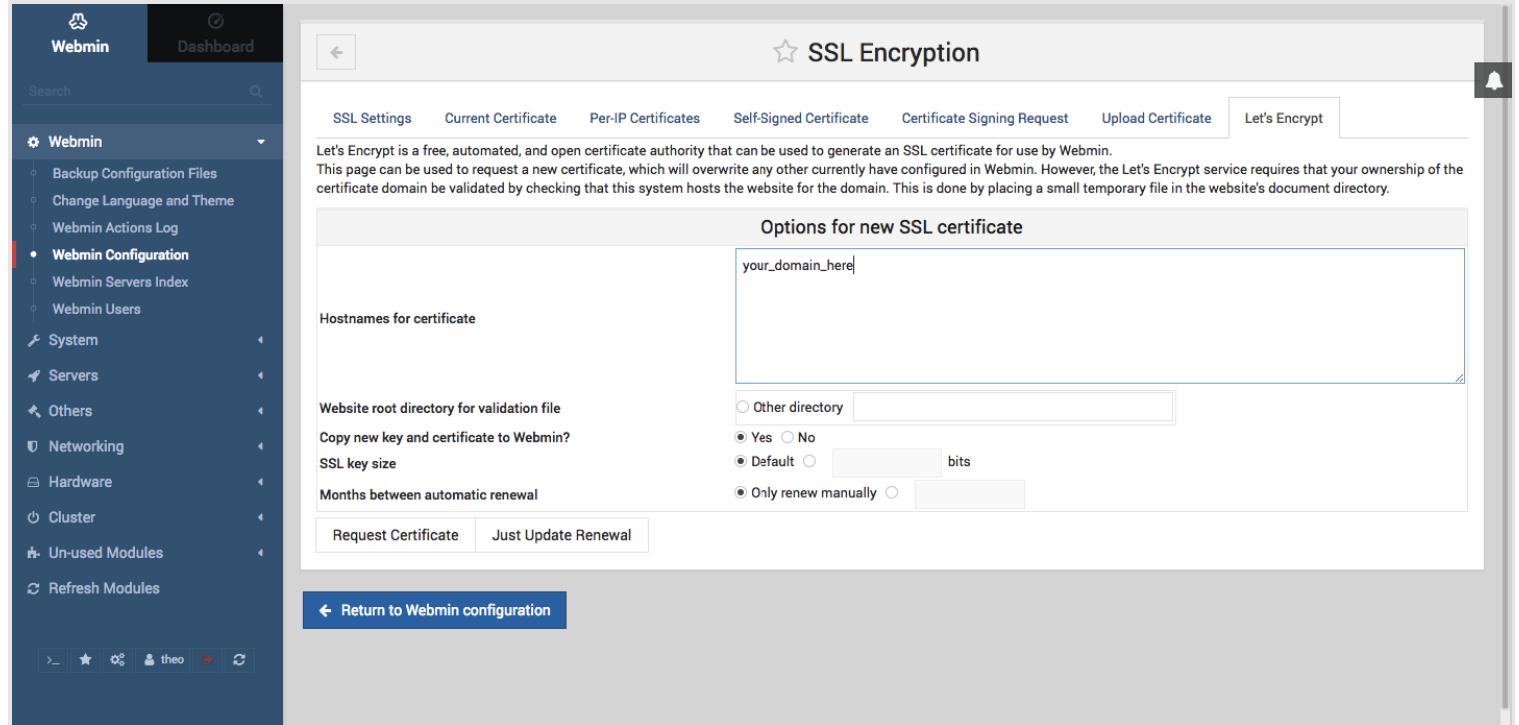 Webmin
Dashboard
Search
Webmin
Backup Configuration Files
Change Language and Theme
Webmin Actions Log
Webmin Configuration
Webmin Servers Index
Webmin Users
System
Servers
Others
Networking
Hardware
Cluster
Un-used Modules
Refresh Modules
>_ theo
SSL Encryption
SSL Settings Current Certificate Per-IP Certificates Self-Signed Certificate Certificate Signing Request Upload Certificate Let's Encrypt
Let's Encrypt is a free, automated, and open certificate authority that can be used to generate an SSL certificate for use by Webmin.
This page can be used to request a new certificate, which will overwrite any other currently have configured in Webmin. However, the Let's Encrypt service requires that your ownership of the
certificate domain be validated by checking that this system hosts the website for the domain. This is done by placing a small temporary file in the website's document directory.
Options for new SSL certificate
Hostnames for certificate
your_domain_here
Website root directory for validation file Other directory
Copy new key and certificate to Webmin? Yes No
SSL key size Default bits
Months between automatic renewal Only renew manually
Request Certificate Just Update Renewal
Return to Webmin configuration